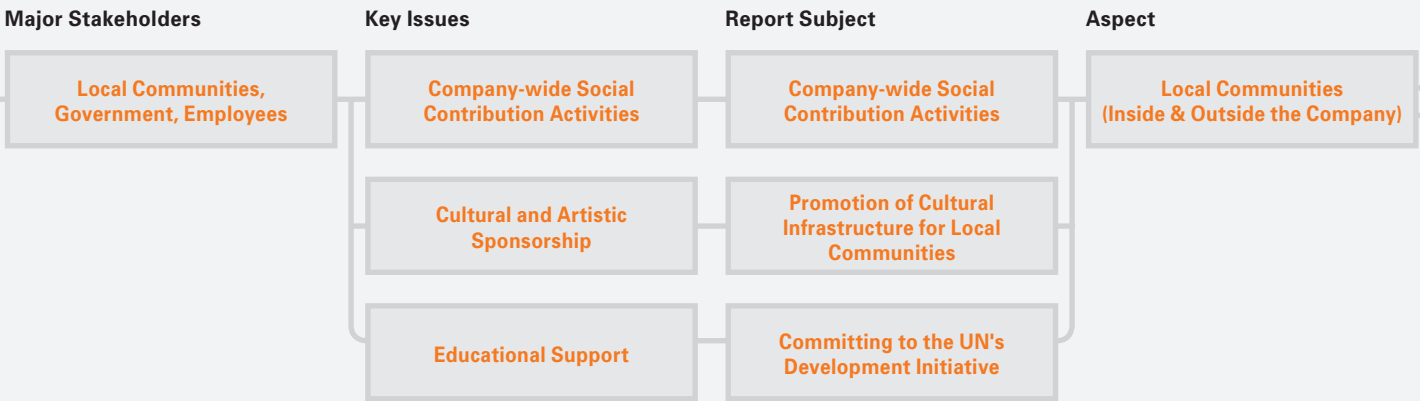 Major Stakeholders
Key Issues
Report Subject
Aspect
Local Communities,
Government, Employees
Company-wide Social
Contribution Activities
Company-wide Social
Contribution Activities
Local Communities
(Inside & Outside the Company)
Cultural and Artistic
Sponsorship
Promotion of Cultural
Infrastructure for Local
Communities
Educational Support
Committing to the UN's
Development Initiative